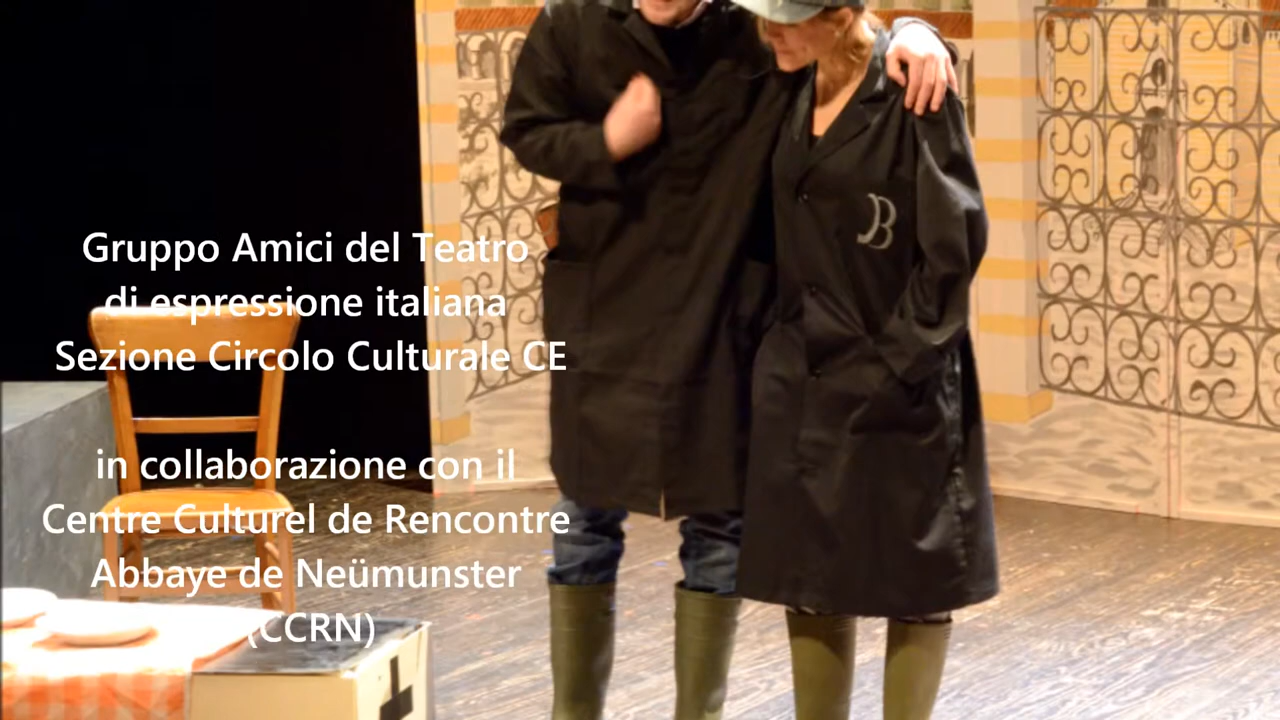 Gruppo Amici del Teatro
di espressione italiana
Sezione Circolo Culturale CE
in collaborazione con il
Centre Culturel de Rencontre
Abbaye de Neümunster
(CCRN)
B